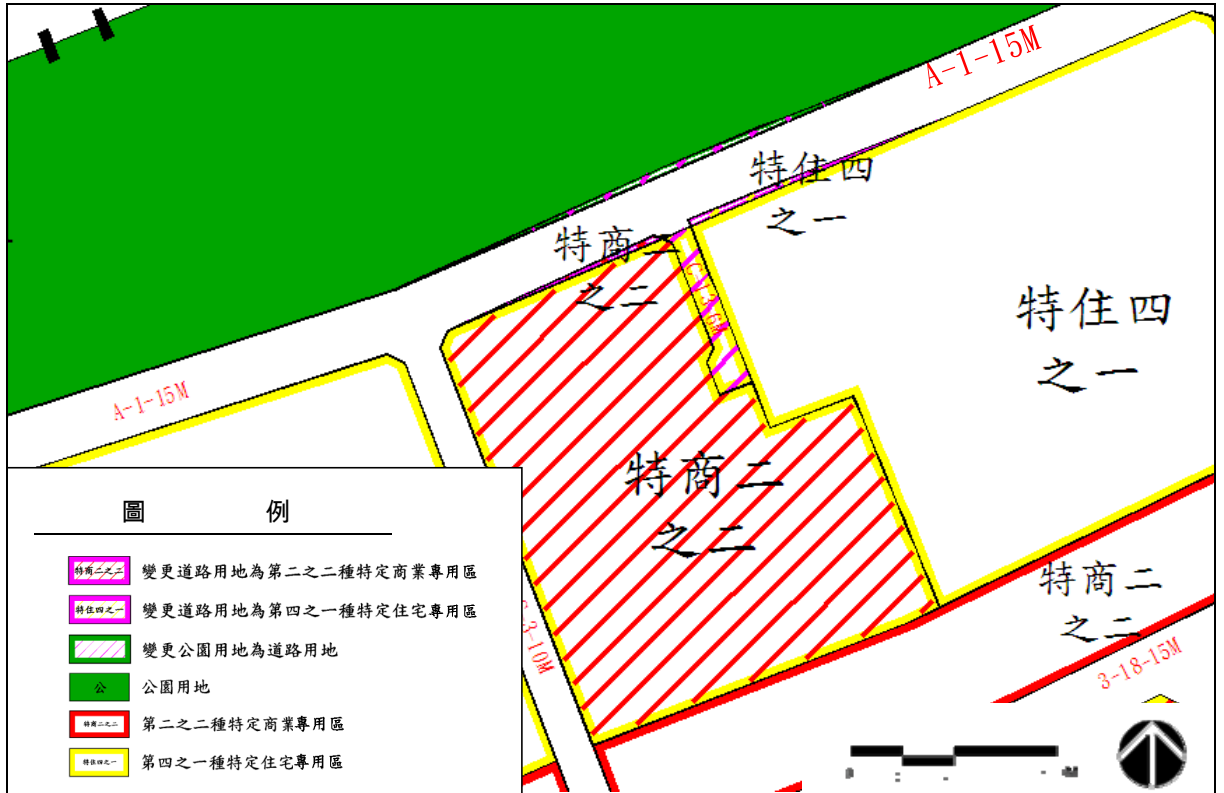 A-1-15M
特住四
之一
特商二
之二
C-1-3-6M
特住四
之一
A-1-15M
特商二
之二
特商二
之二
3-18-15M
圖 例
特商二之二 變更道路用地為第二之二種特定商業專用區
特住四之一 變更道路用地為第四之一種特定住宅專用區
變更公園用地為道路用地
公 公園用地
特商二之二 第二之二種特定商業專用區
特住四之一 第四之一種特定住宅專用區